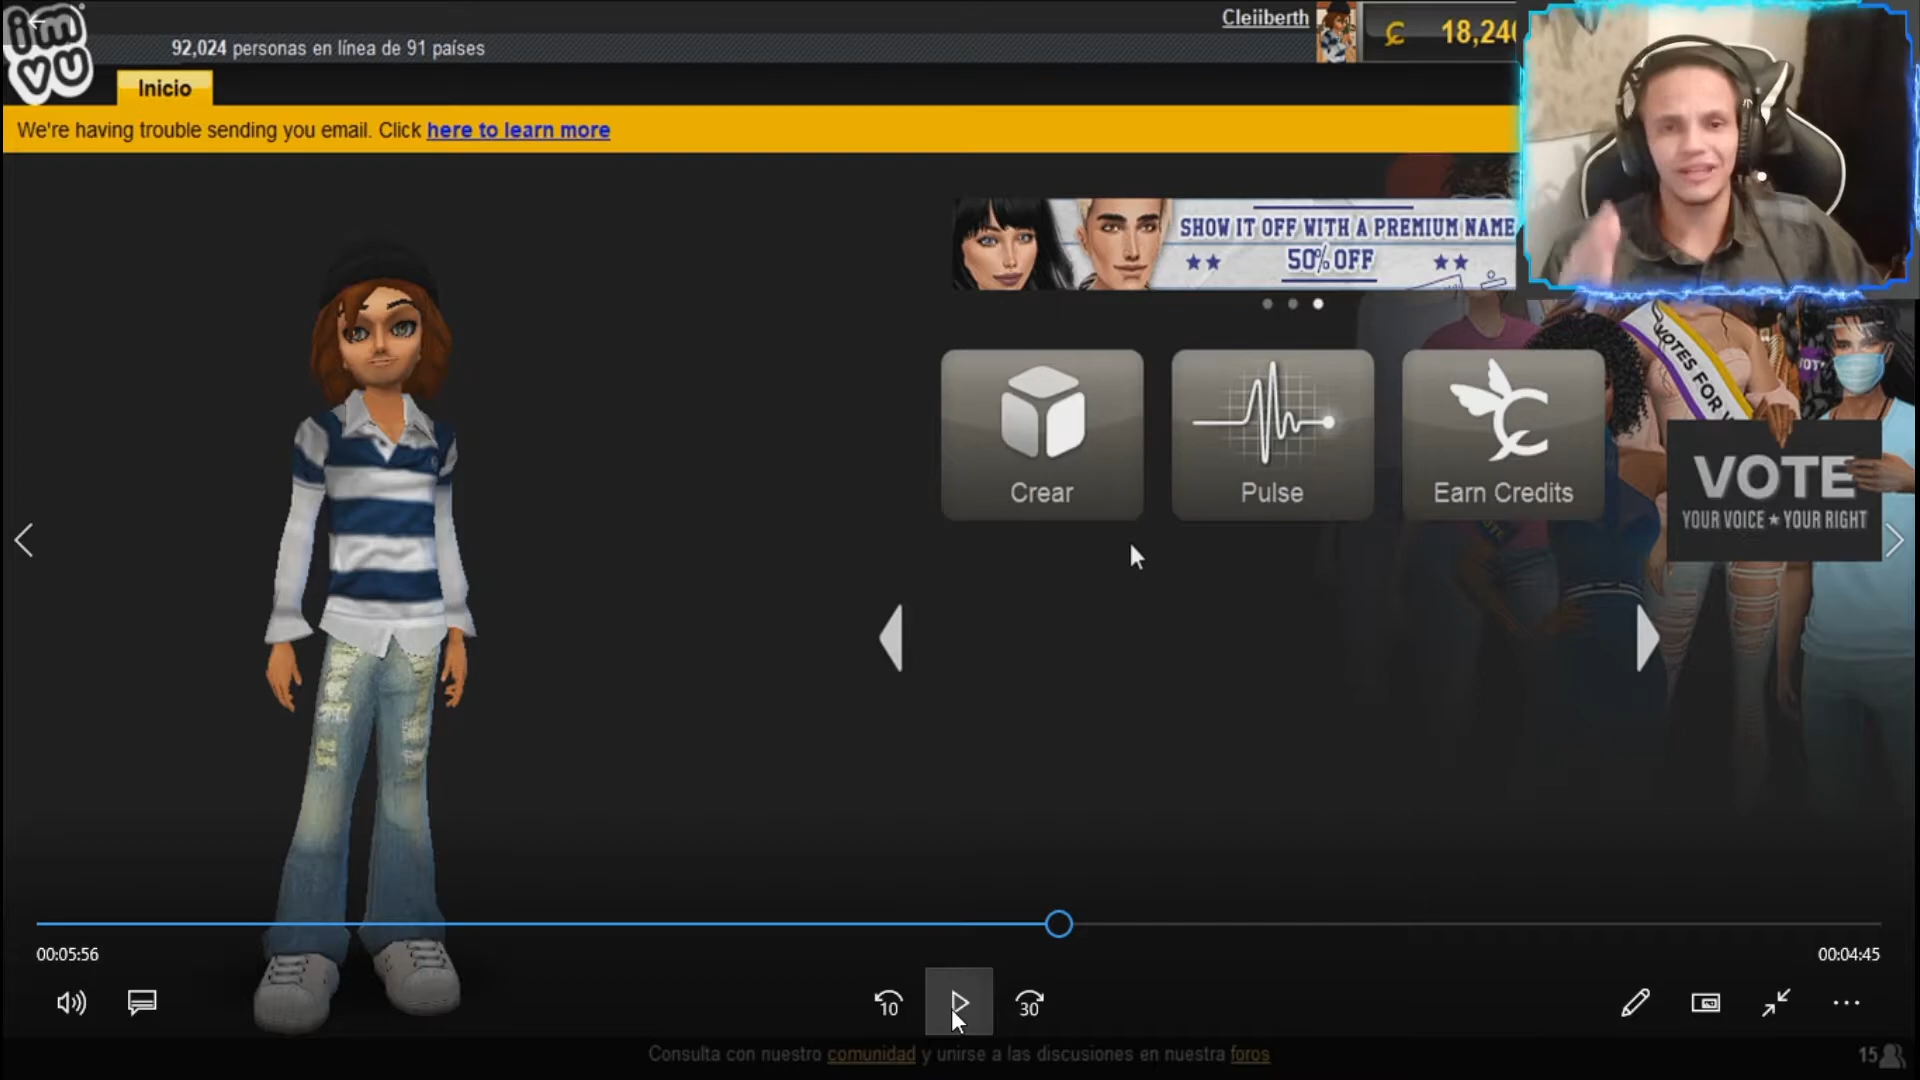 imvu
92,024 personas en línea de 91 países
Cleiiberth
18,240
Inicio
We're having trouble sending you email. Click here to learn more
SHOW IT OFF WITH A PREMIUM NAME
50% OFF
VOTES FOR
VOTE
YOUR VOICE ★ YOUR RIGHT
Crear
Pulse
Earn Credits
00:05:56
00:04:45
10
30
Consulta con nuestro comunidad y unirse a las discusiones en nuestra foros
15